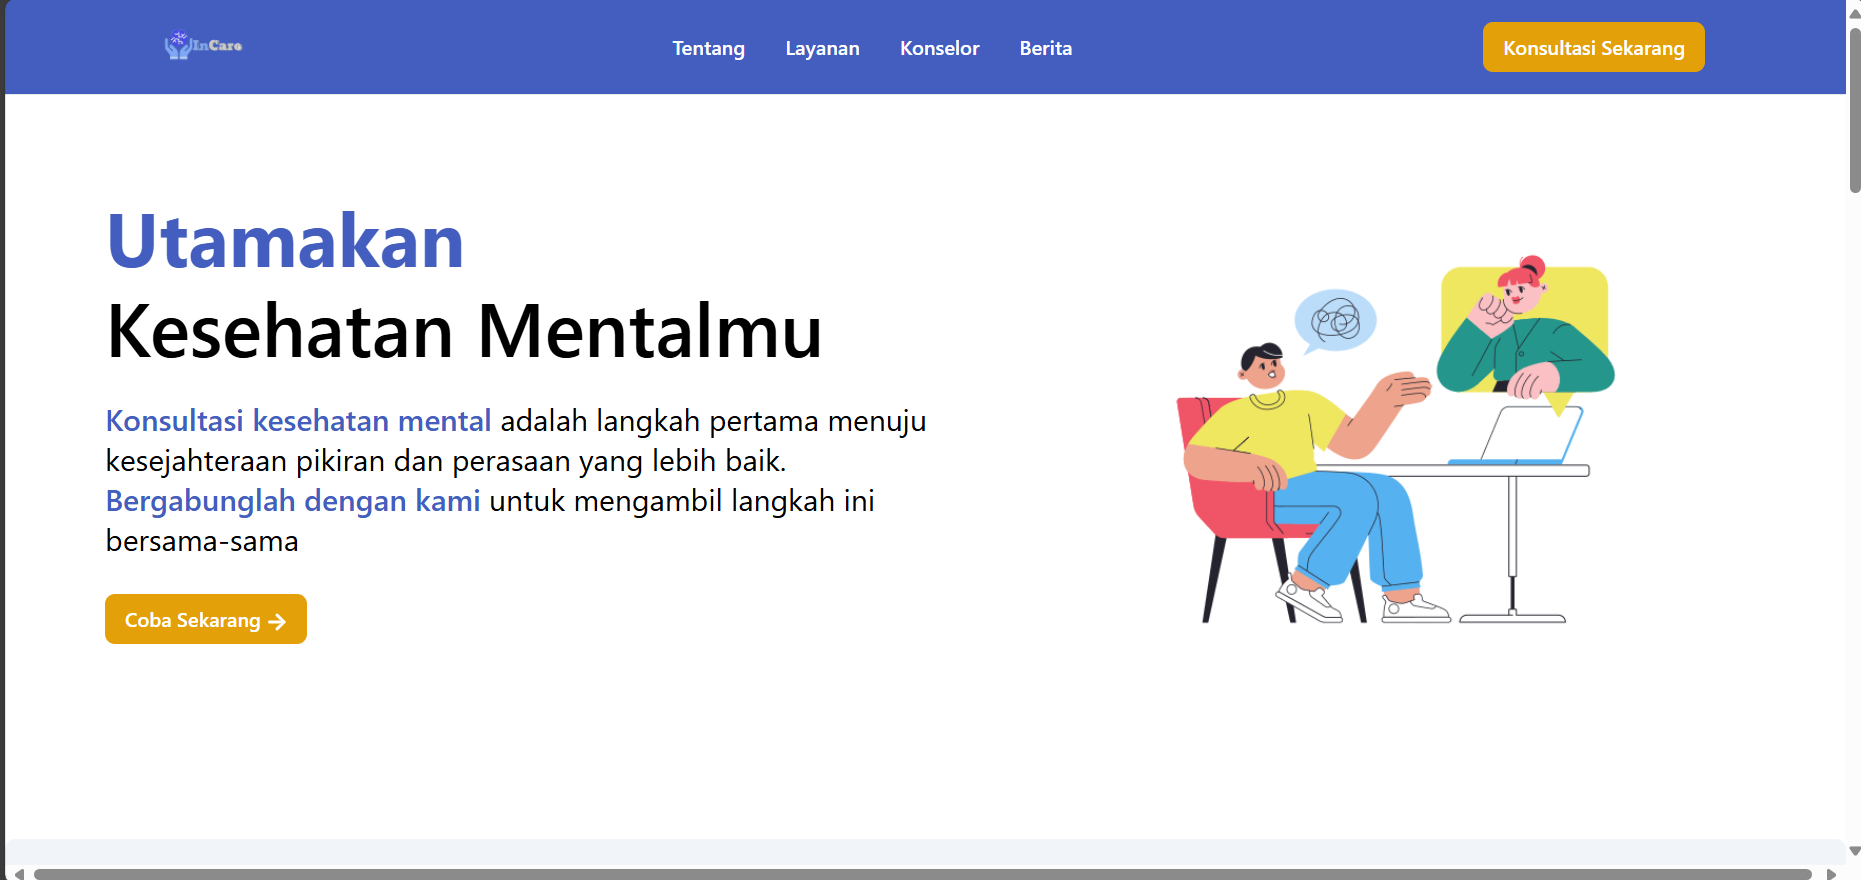 InCare
Tentang
Layanan
Konselor
Berita
Konsultasi Sekarang
Utamakan
Kesehatan Mentalmu
Konsultasi kesehatan mental adalah langkah pertama menuju
kesejahteraan pikiran dan perasaan yang lebih baik.
Bergabunglah dengan kami untuk mengambil langkah ini
bersama-sama
Coba Sekarang →